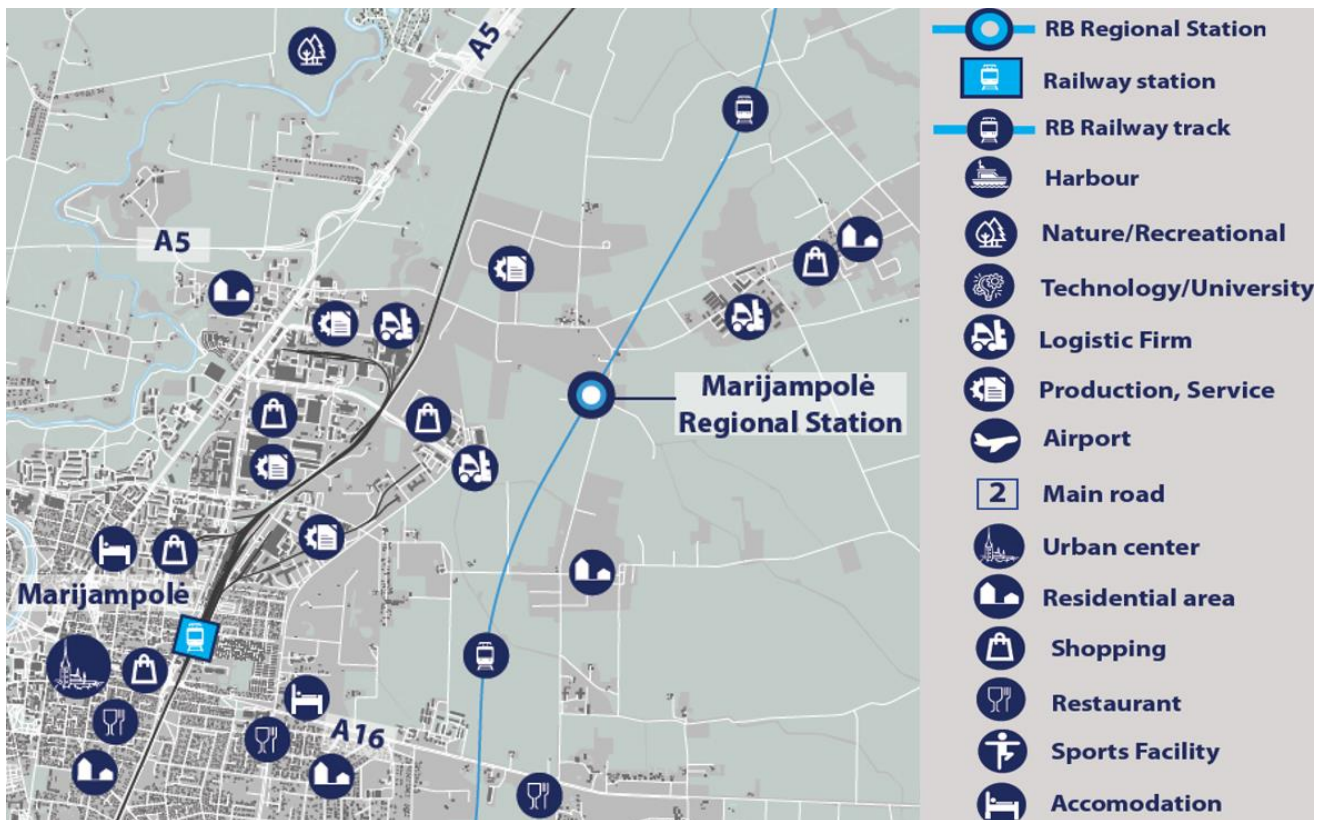 A5
A5
Marijampolė
Regional Station
Marijampolė
A16
RB Regional Station
Railway station
RB Railway track
Harbour
Nature/Recreational
Technology/University
Logistic Firm
Production, Service
Airport
2 Main road
Urban center
Residential area
Shopping
Restaurant
Sports Facility
Accomodation